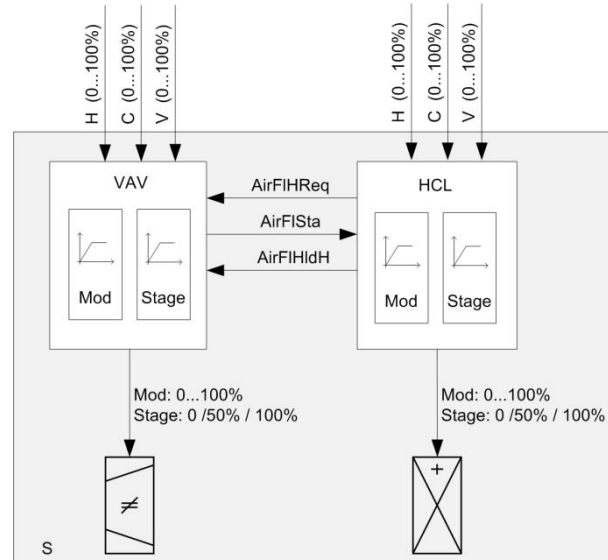 H (0...100%)
C (0...100%)
V (0...100%)
H (0...100%)
C (0...100%)
V (0...100%)
VAV
HCL
AirFlHReq
AirFlSta
AirFlHldH
Mod
Stage
Mod
Stage
Mod: 0...100%
Stage: 0 /50% / 100%
Mod: 0...100%
Stage: 0 /50% / 100%
≠
+
S